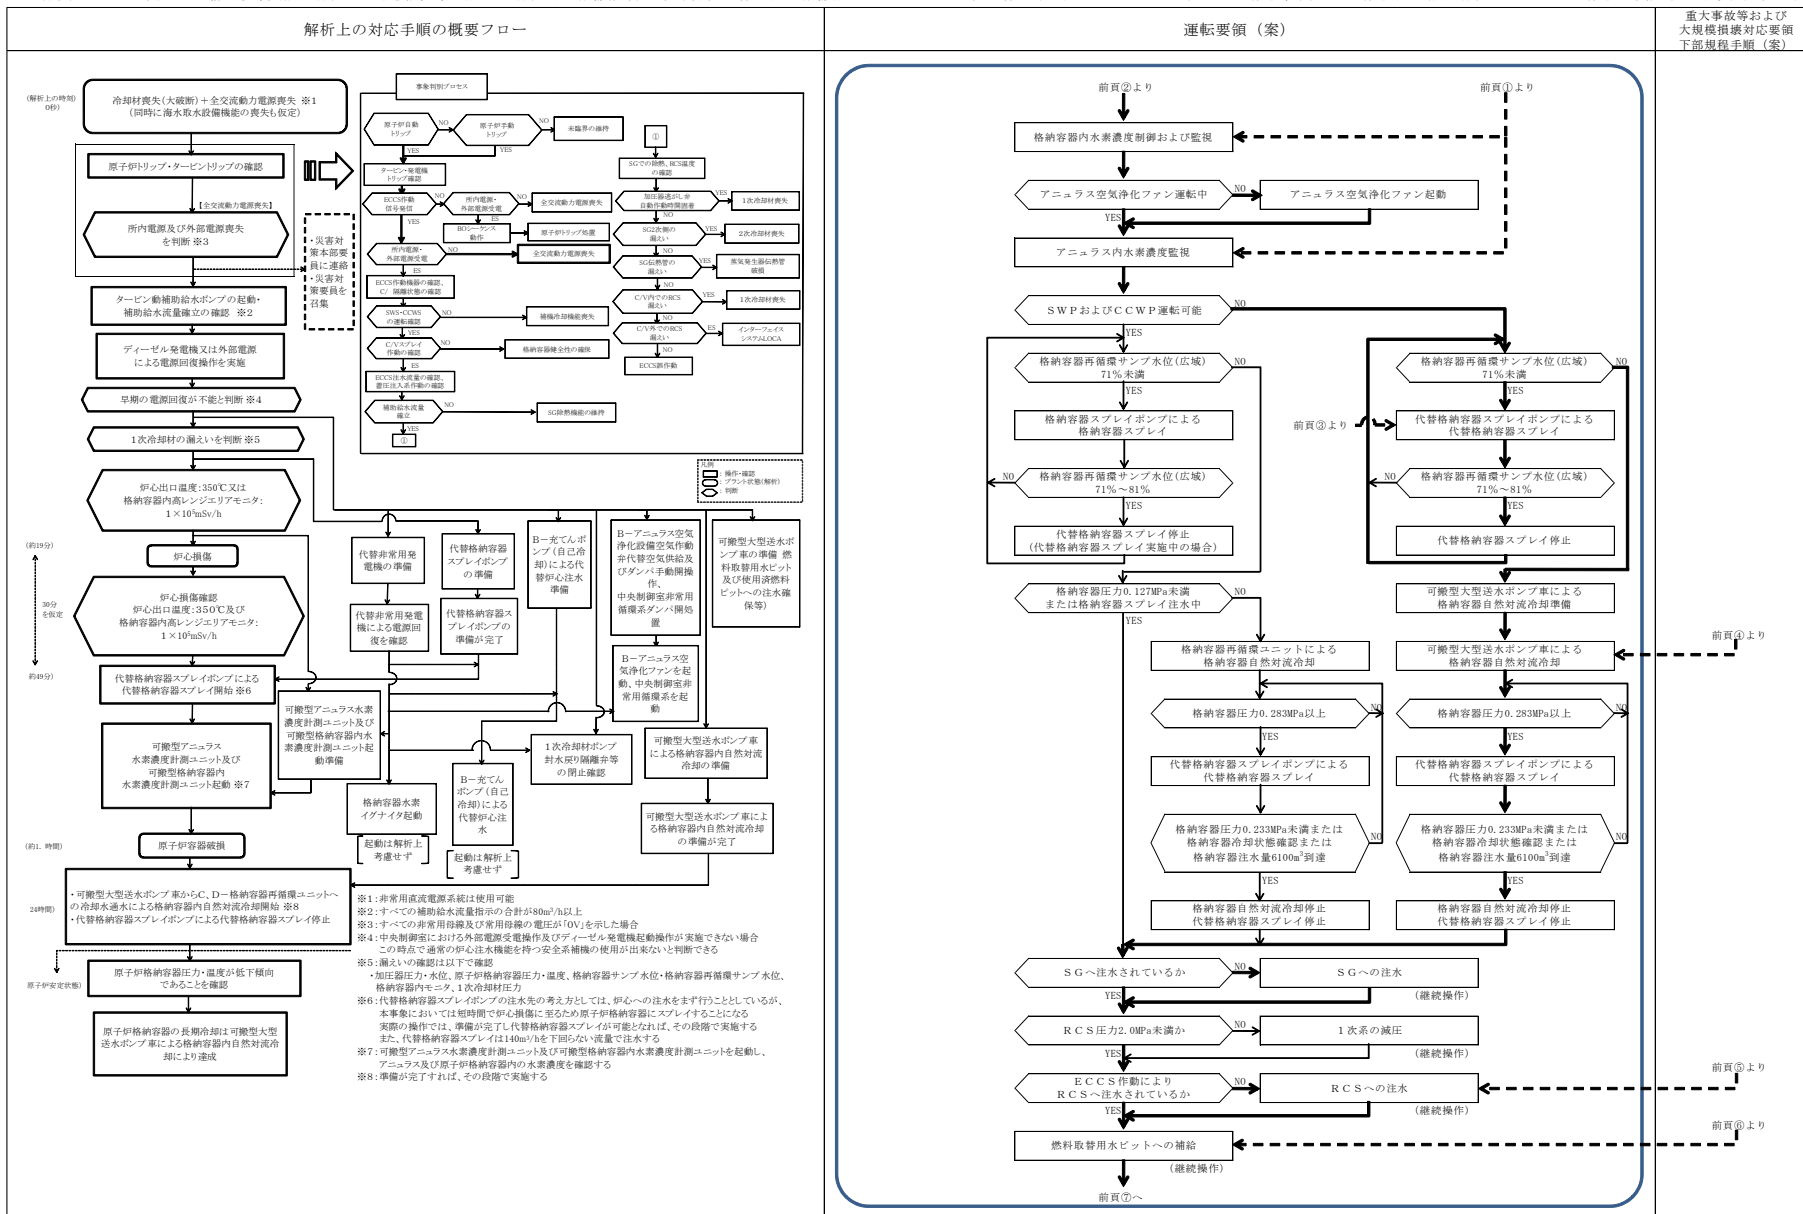 解析上の対応手順の概要フロー
運転要領（案）
重大事故等および
大規模損壊対応要領
下部規程手順（案）
(解析上の時刻)
0秒)
冷却材喪失(大破断)＋全交流動力電源喪失 ※1
(同時に海水取水設備機能の喪失も仮定)
原子炉トリップ・タービントリップの確認
【全交流動力電源喪失】
所内電源及び外部電源喪失
を判断 ※3
・災害対
策本部要
員に連絡
・災害対
策要員を
召集
タービン動補助給水ポンプの起動・
補助給水流量確立の確認 ※2
ディーゼル発電機又は外部電源
による電源回復操作を実施
早期の電源回復が不能と判断 ※4
1次冷却材の漏えいを判断 ※5
炉心出口温度：350℃又は
格納容器内高レンジエリアモニタ：
1×10⁵mSv/h
(約19分)
炉心損傷
30分
を仮定
炉心損傷確認
炉心出口温度：350℃及び
格納容器内高レンジエリアモニタ：
1×10⁵mSv/h
約49分)
代替格納容器スプレイポンプによる
代替格納容器スプレイ開始 ※6
可搬型アニュラス
水素濃度計測ユニット及び
可搬型格納容器内
水素濃度計測ユニット起動 ※7
(約1. 時間)
原子炉容器破損
24時間)
・可搬型大型送水ポンプ車からC、D－格納容器再循環ユニットへ
の冷却水通水による格納容器内自然対流冷却開始 ※8
・代替格納容器スプレイポンプによる代替格納容器スプレイ停止
原子炉安定状態)
原子炉格納容器圧力・温度が低下傾向
であることを確認
原子炉格納容器の長期冷却は可搬型大型
送水ポンプ車による格納容器内自然対流冷
却により達成
事象判別プロセス
原子炉自動
トリップ
NO
原子炉手動
トリップ
NO
未臨界の維持
YES
YES
タービン・発電機
トリップ確認
ECCS作動
信号発信
NO
所内電源・
外部電源受電
NO
全交流動力電源喪失
YES
ES
BOシーケンス
動作
原子炉トリップ処置
所内電源・
外部電源受電
NO
全交流動力電源喪失
ES
ECCS作動機器の確認、
C/ 隔離状態の確認
SWS・CCWS
の運転確認
NO
補機冷却機能喪失
YES
C/Vスプレイ
作動の確認
NO
格納容器健全性の確保
ES
ECCS注水流量の確認、
蓄圧注入系作動の確認
補助給水流量
確立
NO
SG除熱機能の維持
YES
①
①
SGでの除熱、RCS温度
の確認
加圧器逃がし弁
自動作動時間固着
YES
1次冷却材喪失
NO
SG2次側の
漏えい
YES
2次冷却材喪失
NO
SG伝熱管の
漏えい
YES
蒸気発生器伝熱管
破損
NO
C/V内でのRCS
漏えい
YES
1次冷却材喪失
NO
C/V外でのRCS
漏えい
ES
インターフェイス
システムLOCA
NO
ECCS誤作動
凡例
：操作・確認
：プラント状態(解析)
：判断
代替非常用発
電機の準備
代替格納容器
スプレイポンプ
の準備
B－充てんポ
ンプ(自己冷
却)による代
替炉心注水
準備
B－アニュラス空気
浄化設備空気作動
弁代替空気供給及
びダンパ手動開操
作、
中央制御室非常用
循環系ダンパ開処
置
可搬型大型送水ポ
ンプ車の準備 燃
料取替用水ピット
及び使用済燃料
ピットへの注水確
保等)
代替非常用発電
機による電源回
復を確認
代替格納容器ス
プレイポンプの
準備が完了
B－アニュラス空
気浄化ファンを起
動、中央制御室非
常用循環系を起
動
可搬型アニュラス水素
濃度計測ユニット及び
可搬型格納容器内水
素濃度計測ユニット起
動準備
格納容器水素
イグナイタ起動
起動は解析上
考慮せず
B－充てん
ポンプ(自己
冷却)による
代替炉心注
水
起動は解析上
考慮せず
1次冷却材ポンプ
封水戻り隔離弁等
の閉止確認
可搬型大型送水ポンプ車
による格納容器内自然対流
冷却の準備
可搬型大型送水ポンプ車によ
る格納容器内自然対流冷却
の準備が完了
※1：非常用直流電源系統は使用可能
※2：すべての補助給水流量指示の合計が80m³/h以上
※3：すべての非常用母線及び常用母線の電圧が「0V」を示した場合
※4：中央制御室における外部電源受電操作及びディーゼル発電機起動操作が実施できない場合
この時点で通常の炉心注水機能を持つ安全系補機の使用が出来ないと判断できる
※5：漏えいの確認は以下で確認
・加圧器圧力・水位、原子炉格納容器圧力・温度、格納容器サンプ水位・格納容器再循環サンプ水位、
格納容器内モニタ、1次冷却材圧力
※6：代替格納容器スプレイポンプの注水先の考え方としては、炉心への注水をまず行うこととしているが、
本事象においては短時間で炉心損傷に至るため原子炉格納容器にスプレイすることになる
実際の操作では、準備が完了し代替格納容器スプレイが可能となれば、その段階で実施する
また、代替格納容器スプレイは140m³/hを下回らない流量で注水する
※7：可搬型アニュラス水素濃度計測ユニット及び可搬型格納容器内水素濃度計測ユニットを起動し、
アニュラス及び原子炉格納容器内の水素濃度を確認する
※8：準備が完了すれば、その段階で実施する
前頁②より
前頁①より
格納容器内水素濃度制御および監視
アニュラス空気浄化ファン運転中
NO
アニュラス空気浄化ファン起動
YES
アニュラス内水素濃度監視
ＳＷＰおよびＣＣＷＰ運転可能
NO
YES
格納容器再循環サンプ水位(広域)
71%未満
NO
YES
格納容器スプレイポンプによる
格納容器スプレイ
NO
格納容器再循環サンプ水位(広域)
71%～81%
YES
代替格納容器スプレイ停止
(代替格納容器スプレイ実施中の場合)
格納容器再循環サンプ水位(広域)
71%未満
NO
YES
前頁③より
代替格納容器スプレイポンプによる
代替格納容器スプレイ
NO
格納容器再循環サンプ水位(広域)
71%～81%
YES
代替格納容器スプレイ停止
格納容器圧力0.127MPa未満
または格納容器スプレイ注水中
NO
YES
可搬型大型送水ポンプ車による
格納容器自然対流冷却準備
格納容器再循環ユニットによる
格納容器自然対流冷却
可搬型大型送水ポンプ車による
格納容器自然対流冷却
前頁④より
格納容器圧力0.283MPa以上
NO
YES
格納容器圧力0.283MPa以上
NO
YES
代替格納容器スプレイポンプによる
代替格納容器スプレイ
代替格納容器スプレイポンプによる
代替格納容器スプレイ
格納容器圧力0.233MPa未満または
格納容器冷却状態確認または
格納容器注水量6100m³到達
NO
YES
格納容器圧力0.233MPa未満または
格納容器冷却状態確認または
格納容器注水量6100m³到達
NO
YES
格納容器自然対流冷却停止
代替格納容器スプレイ停止
格納容器自然対流冷却停止
代替格納容器スプレイ停止
ＳＧへ注水されているか
NO
ＳＧへの注水
YES
(継続操作)
ＲＣＳ圧力2.0MPa未満か
NO
１次系の減圧
YES
(継続操作)
ＥＣＣＳ作動により
ＲＣＳへ注水されているか
NO
ＲＣＳへの注水
前頁⑤より
YES
(継続操作)
燃料取替用水ピットへの補給
前頁⑥より
(継続操作)
前頁⑦へ